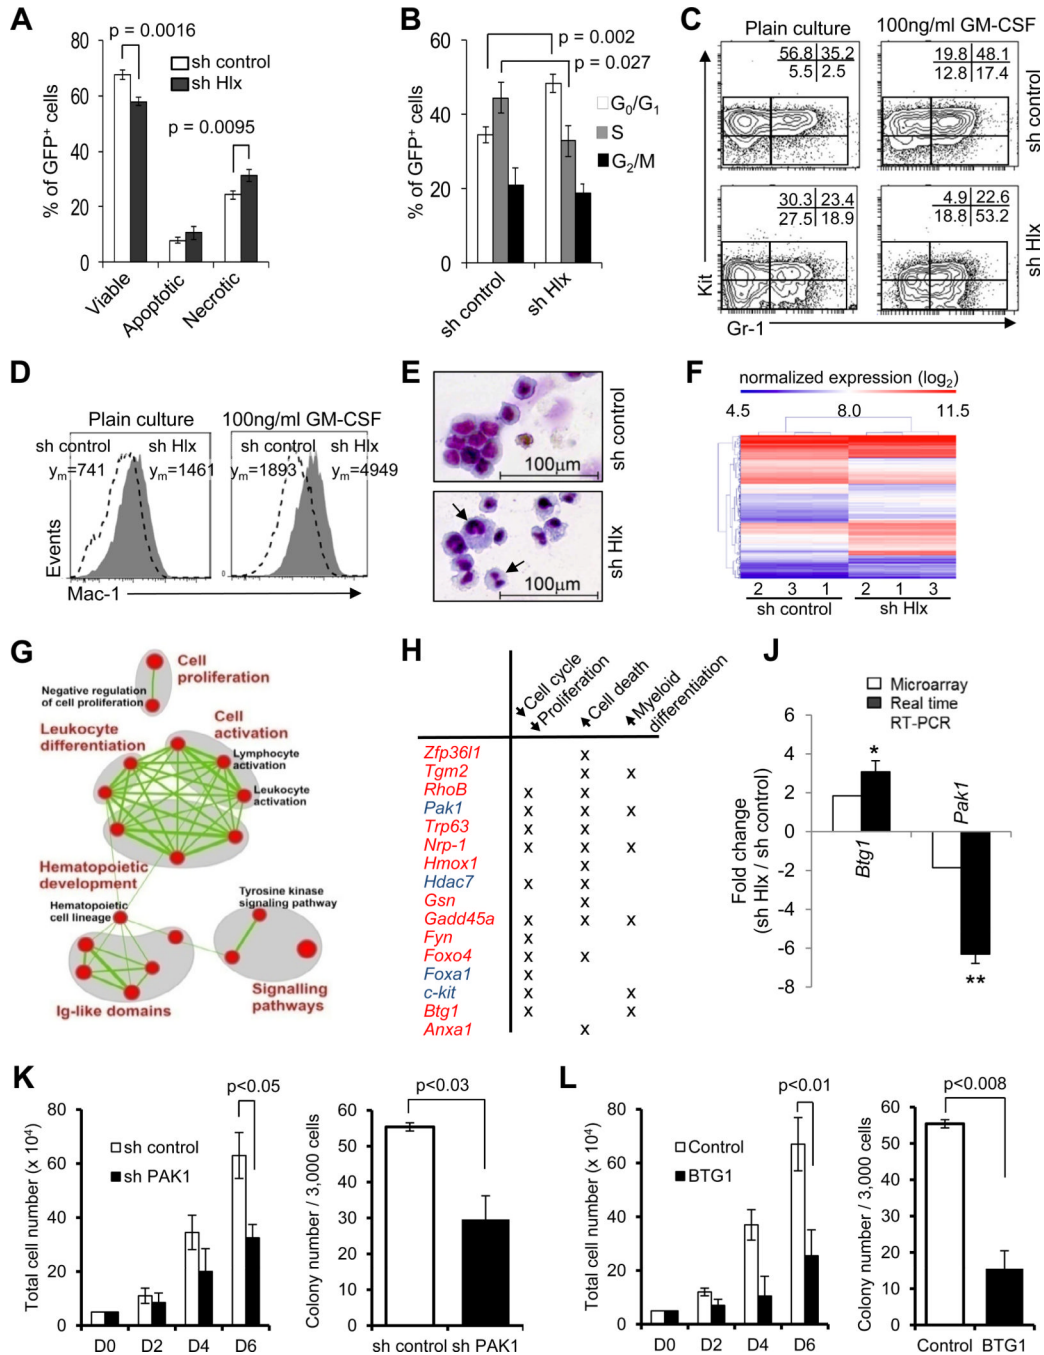 A
p = 0.0016
sh control
sh Hlx
p = 0.0095
% of GFP+ cells
80
60
40
20
0
Viable
Apoptotic
Necrotic
B
p = 0.002
p = 0.027
G0/G1
S
G2/M
% of GFP+ cells
60
40
20
0
sh control
sh Hlx
C
Plain culture
100ng/ml GM-CSF
56.8 35.2
5.5 2.5
19.8 48.1
12.8 17.4
sh control
30.3 23.4
27.5 18.9
4.9 22.6
18.8 53.2
sh Hlx
Kit
Gr-1
D
Plain culture
100ng/ml GM-CSF
sh control
sh Hlx
ym=741
ym=1461
sh control
sh Hlx
ym=1893
ym=4949
Events
Mac-1
E
100μm
sh control
100μm
sh Hlx
F
normalized expression (log2)
4.5 8.0 11.5
2 3 1 2 1 3
sh control
sh Hlx
G
Cell
proliferation
Negative regulation
of cell proliferation
Leukocyte
differentiation
Cell
activation
Lymphocyte
activation
Leukocyte
activation
Hematopoietic
development
Hematopoietic
cell lineage
Tyrosine kinase
signaling pathway
Ig-like domains
Signalling
pathways
H
Cell cycle
Proliferation
Cell death
Myeloid
differentiation
Zfp36l1 x
Tgm2 x x
RhoB x x
Pak1 x x x
Trp63 x x
Nrp-1 x x x
Hmox1 x
Hdac7 x x
Gsn x
Gadd45a x x x
Fyn x
Foxo4 x x
Foxa1 x
c-kit x x
Btg1 x x
Anxa1 x
J
Microarray
Real time
RT-PCR
Fold change
(sh Hlx / sh control)
6
4
2
0
-2
-4
-6
-8
*
Btg1
Pak1
**
K
p<0.05
sh control
sh PAK1
Total cell number (x 10⁴)
80
60
40
20
0
D0 D2 D4 D6
p<0.03
Colony number / 3,000 cells
60
50
40
30
20
10
0
sh control sh PAK1
L
p<0.01
Control
BTG1
Total cell number (x 10⁴)
80
60
40
20
0
D0 D2 D4 D6
p<0.008
Colony number / 3,000 cells
60
50
40
30
20
10
0
Control BTG1